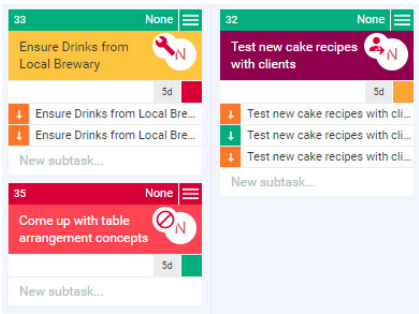 33 None
Ensure Drinks from
Local Brewary
N
5d
Ensure Drinks from Local Bre...
Ensure Drinks from Local Bre...
New subtask...
35 None
Come up with table
arrangement concepts
N
5d
New subtask...
32 None
Test new cake recipes
with clients
N
5d
Test new cake recipes with cli...
Test new cake recipes with cli...
Test new cake recipes with cli...
New subtask...